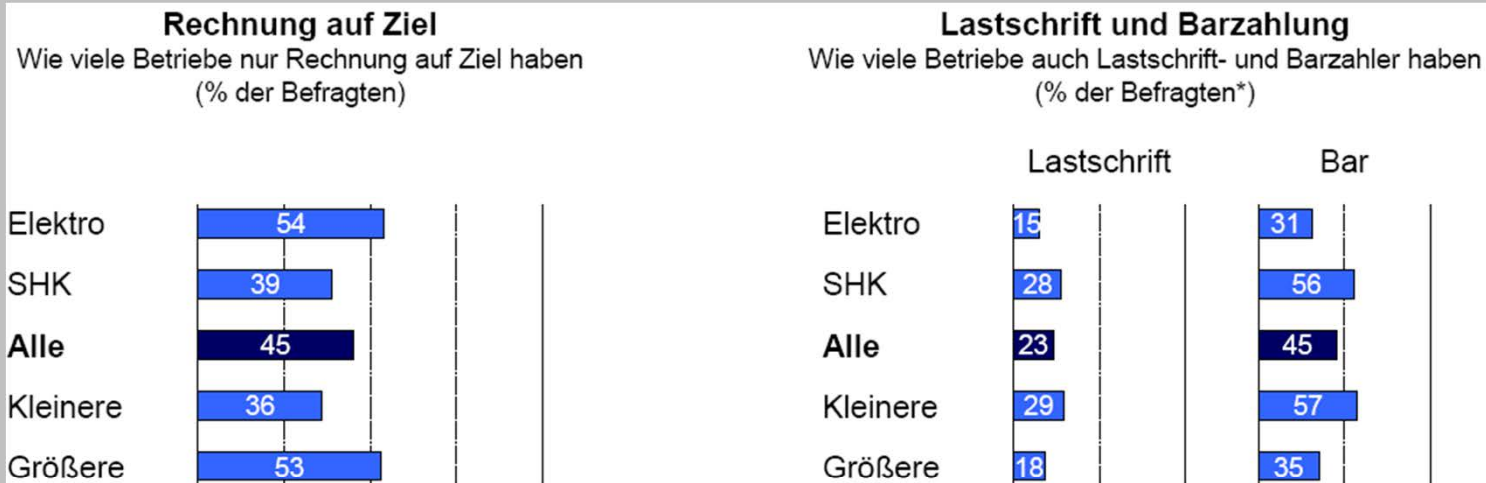 Rechnung auf Ziel
Wie viele Betriebe nur Rechnung auf Ziel haben
(% der Befragten)
Elektro 54
SHK 39
Alle 45
Kleinere 36
Größere 53
Lastschrift und Barzahlung
Wie viele Betriebe auch Lastschrift- und Barzahler haben
(% der Befragten*)
Lastschrift Bar
Elektro 15 31
SHK 28 56
Alle 23 45
Kleinere 29 57
Größere 18 35